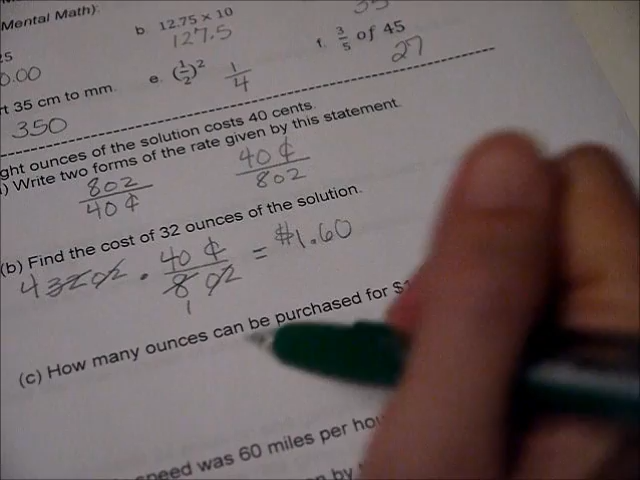 Mental Math):
b. 12.75 × 10
127.5
f. 3/5 of 45
27
0.00
e. (1/2)²
1/4
35 cm to mm.
350
ght ounces of the solution costs 40 cents.
) Write two forms of the rate given by this statement.
8oz/40¢ 40¢/8oz
(b) Find the cost of 32 ounces of the solution.
4 32oz · 40¢/8oz = $1.60
1
(c) How many ounces can be purchased for $
speed was 60 miles per hou